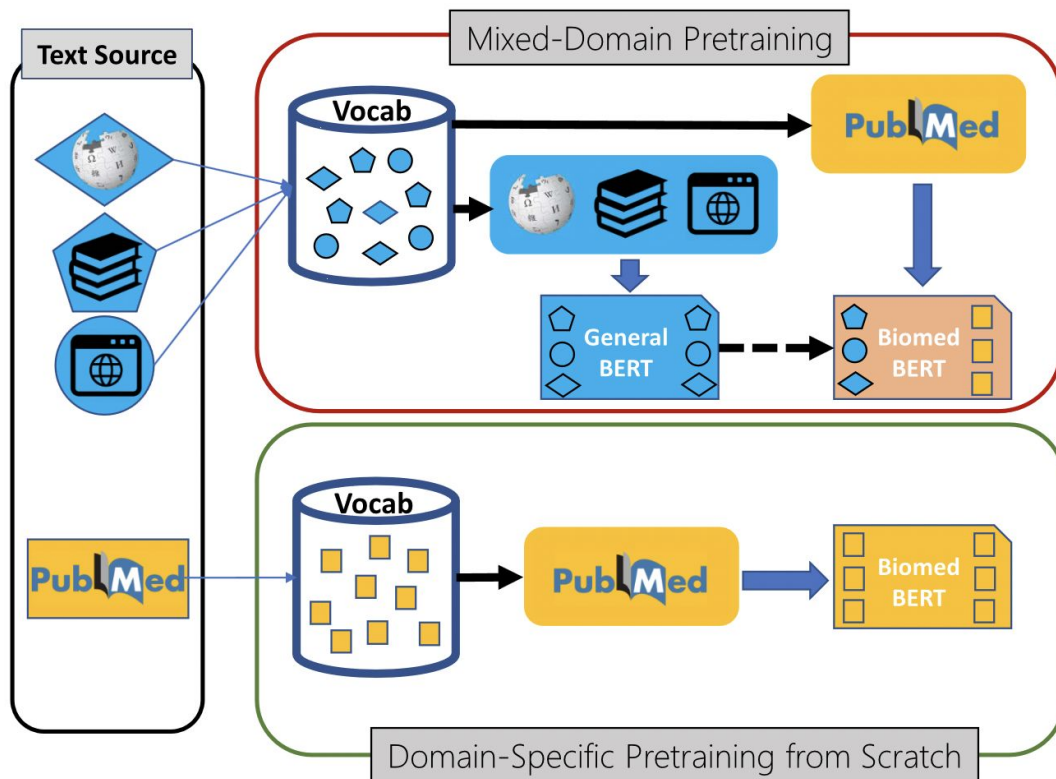 Text Source
Mixed-Domain Pretraining
Vocab
PubMed
General
BERT
Biomed
BERT
PubMed
Vocab
PubMed
Biomed
BERT
Domain-Specific Pretraining from Scratch